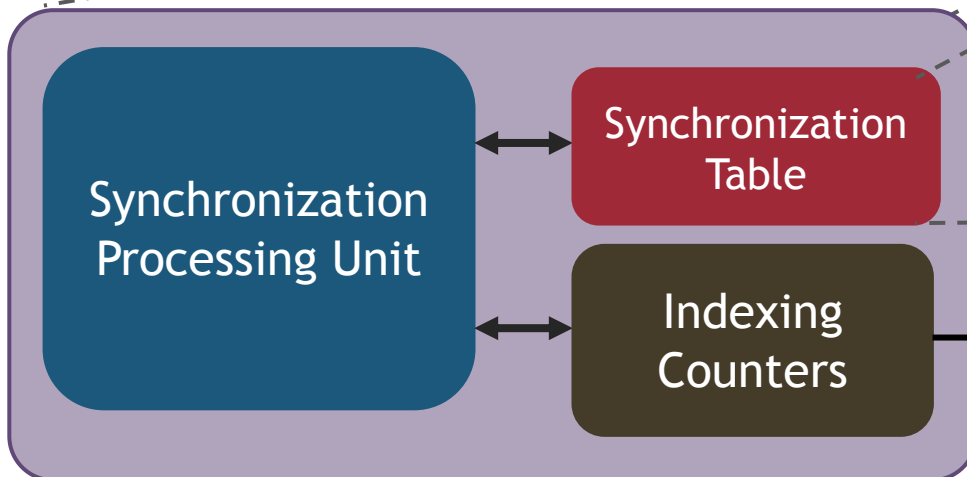 Synchronization
Processing Unit
Synchronization
Table
Indexing
Counters